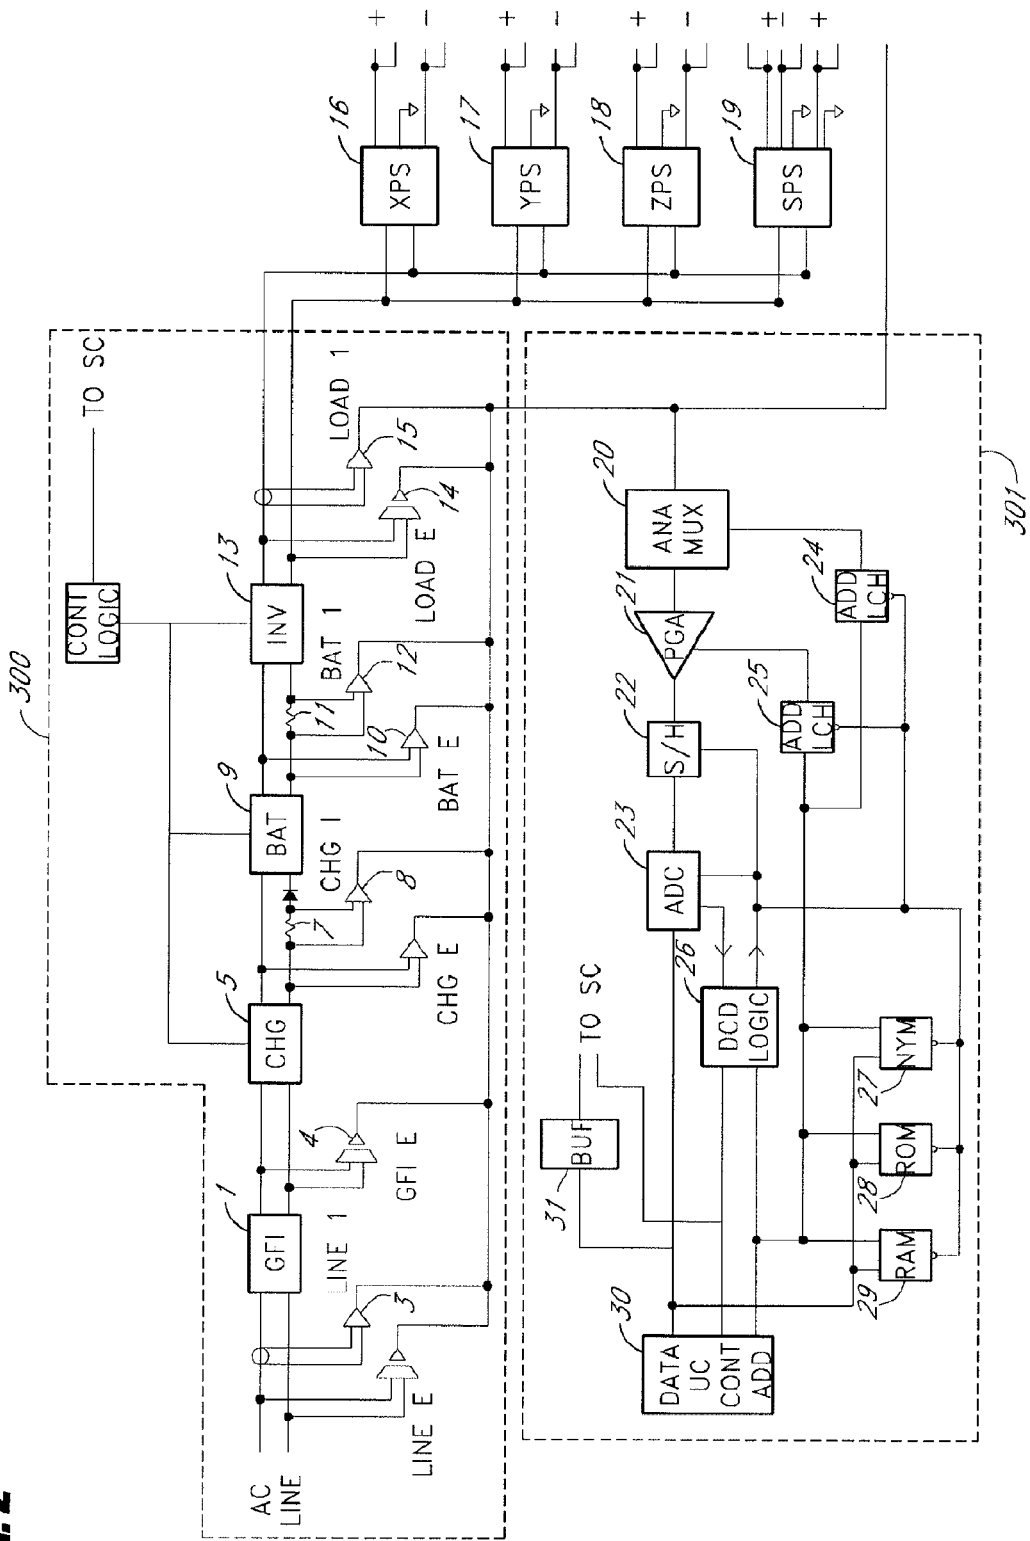 300
CONT
LOGIC
TO SC
AC
LINE
LINE E
LINE 1
3
GFI
1
GFI E
4
CHG
5
CHG E
7
CHG I
8
BAT
9
BAT E
10
11
BAT 1
12
INV
13
LOAD E
14
LOAD 1
15
XPS
16
+
-
YPS
17
+
-
ZPS
18
+
-
SPS
19
+
±
+
301
ANA
MUX
20
PGA
21
S/H
22
ADC
23
ADD
LCH
24
ADD
LCH
25
DCD
LOGIC
26
NYM
27
ROM
28
RAM
29
DATA
UC
CONT
ADD
30
BUF
31
TO SC